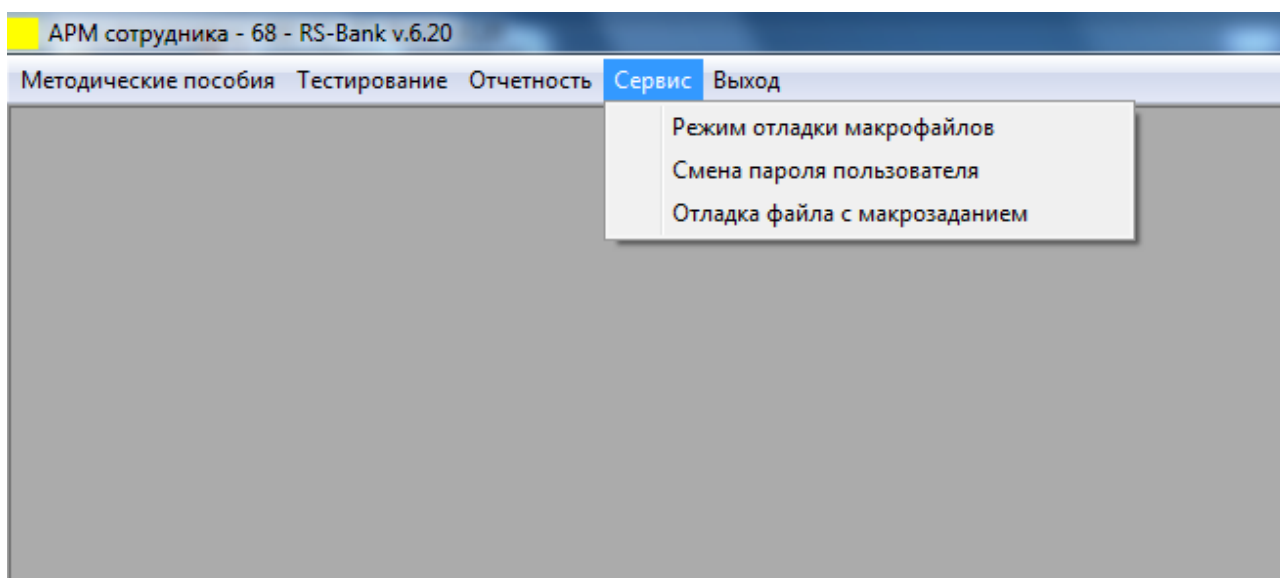 АРМ сотрудника - 68 - RS-Bank v.6.20
Методические пособия Тестирование Отчетность Сервис Выход
Режим отладки макрофайлов
Смена пароля пользователя
Отладка файла с макрозаданием